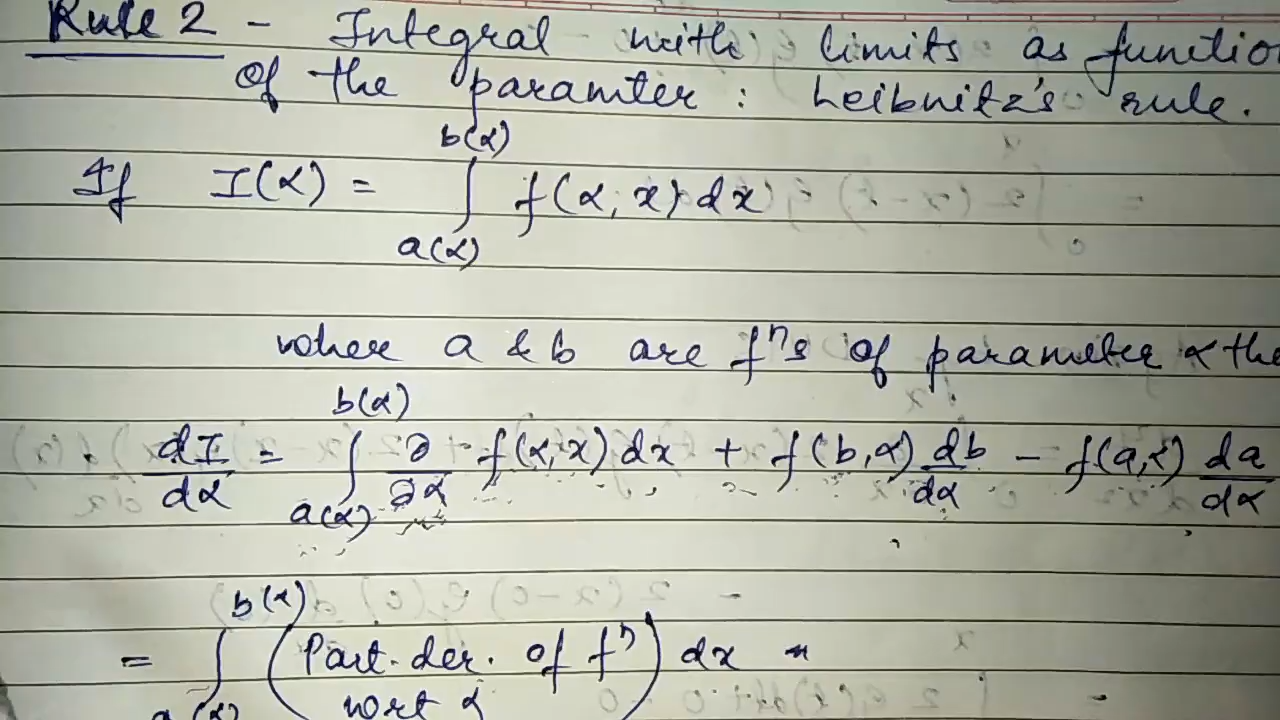 Rule 2 - Integral with limits as functio
of the paramter : Leibnitz's rule.
b(α)
If I(α) = ∫ f(α, x) dx
a(α)
where a & b are fⁿs of parameter α the
b(α)
dI/dα = ∫ ∂/∂α f(α, x) dx + f(b, α) db/dα - f(a, α) da/dα
a(α)
b(α)
= ∫ (Part. der. of fⁿ) dx -
a(α) wort α